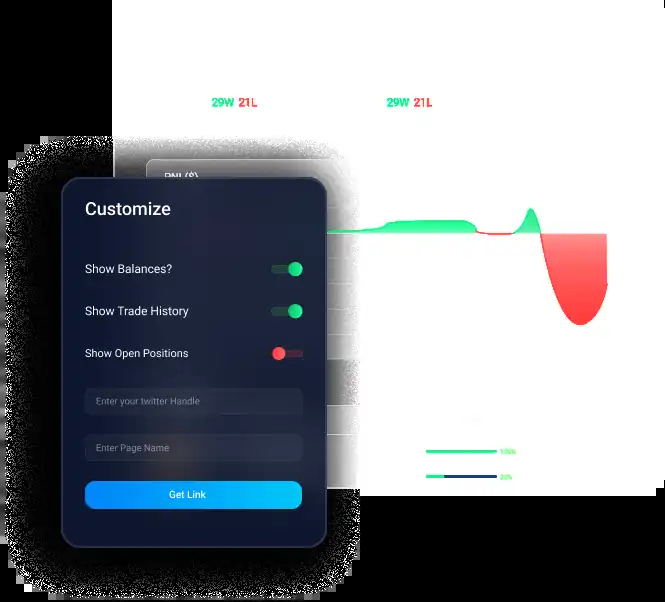 29W 21L
29W 21L
PNL($)
Customize
Show Balances?
Show Trade History
Show Open Positions
Enter your twitter Handle
Enter Page Name
Get Link
100%